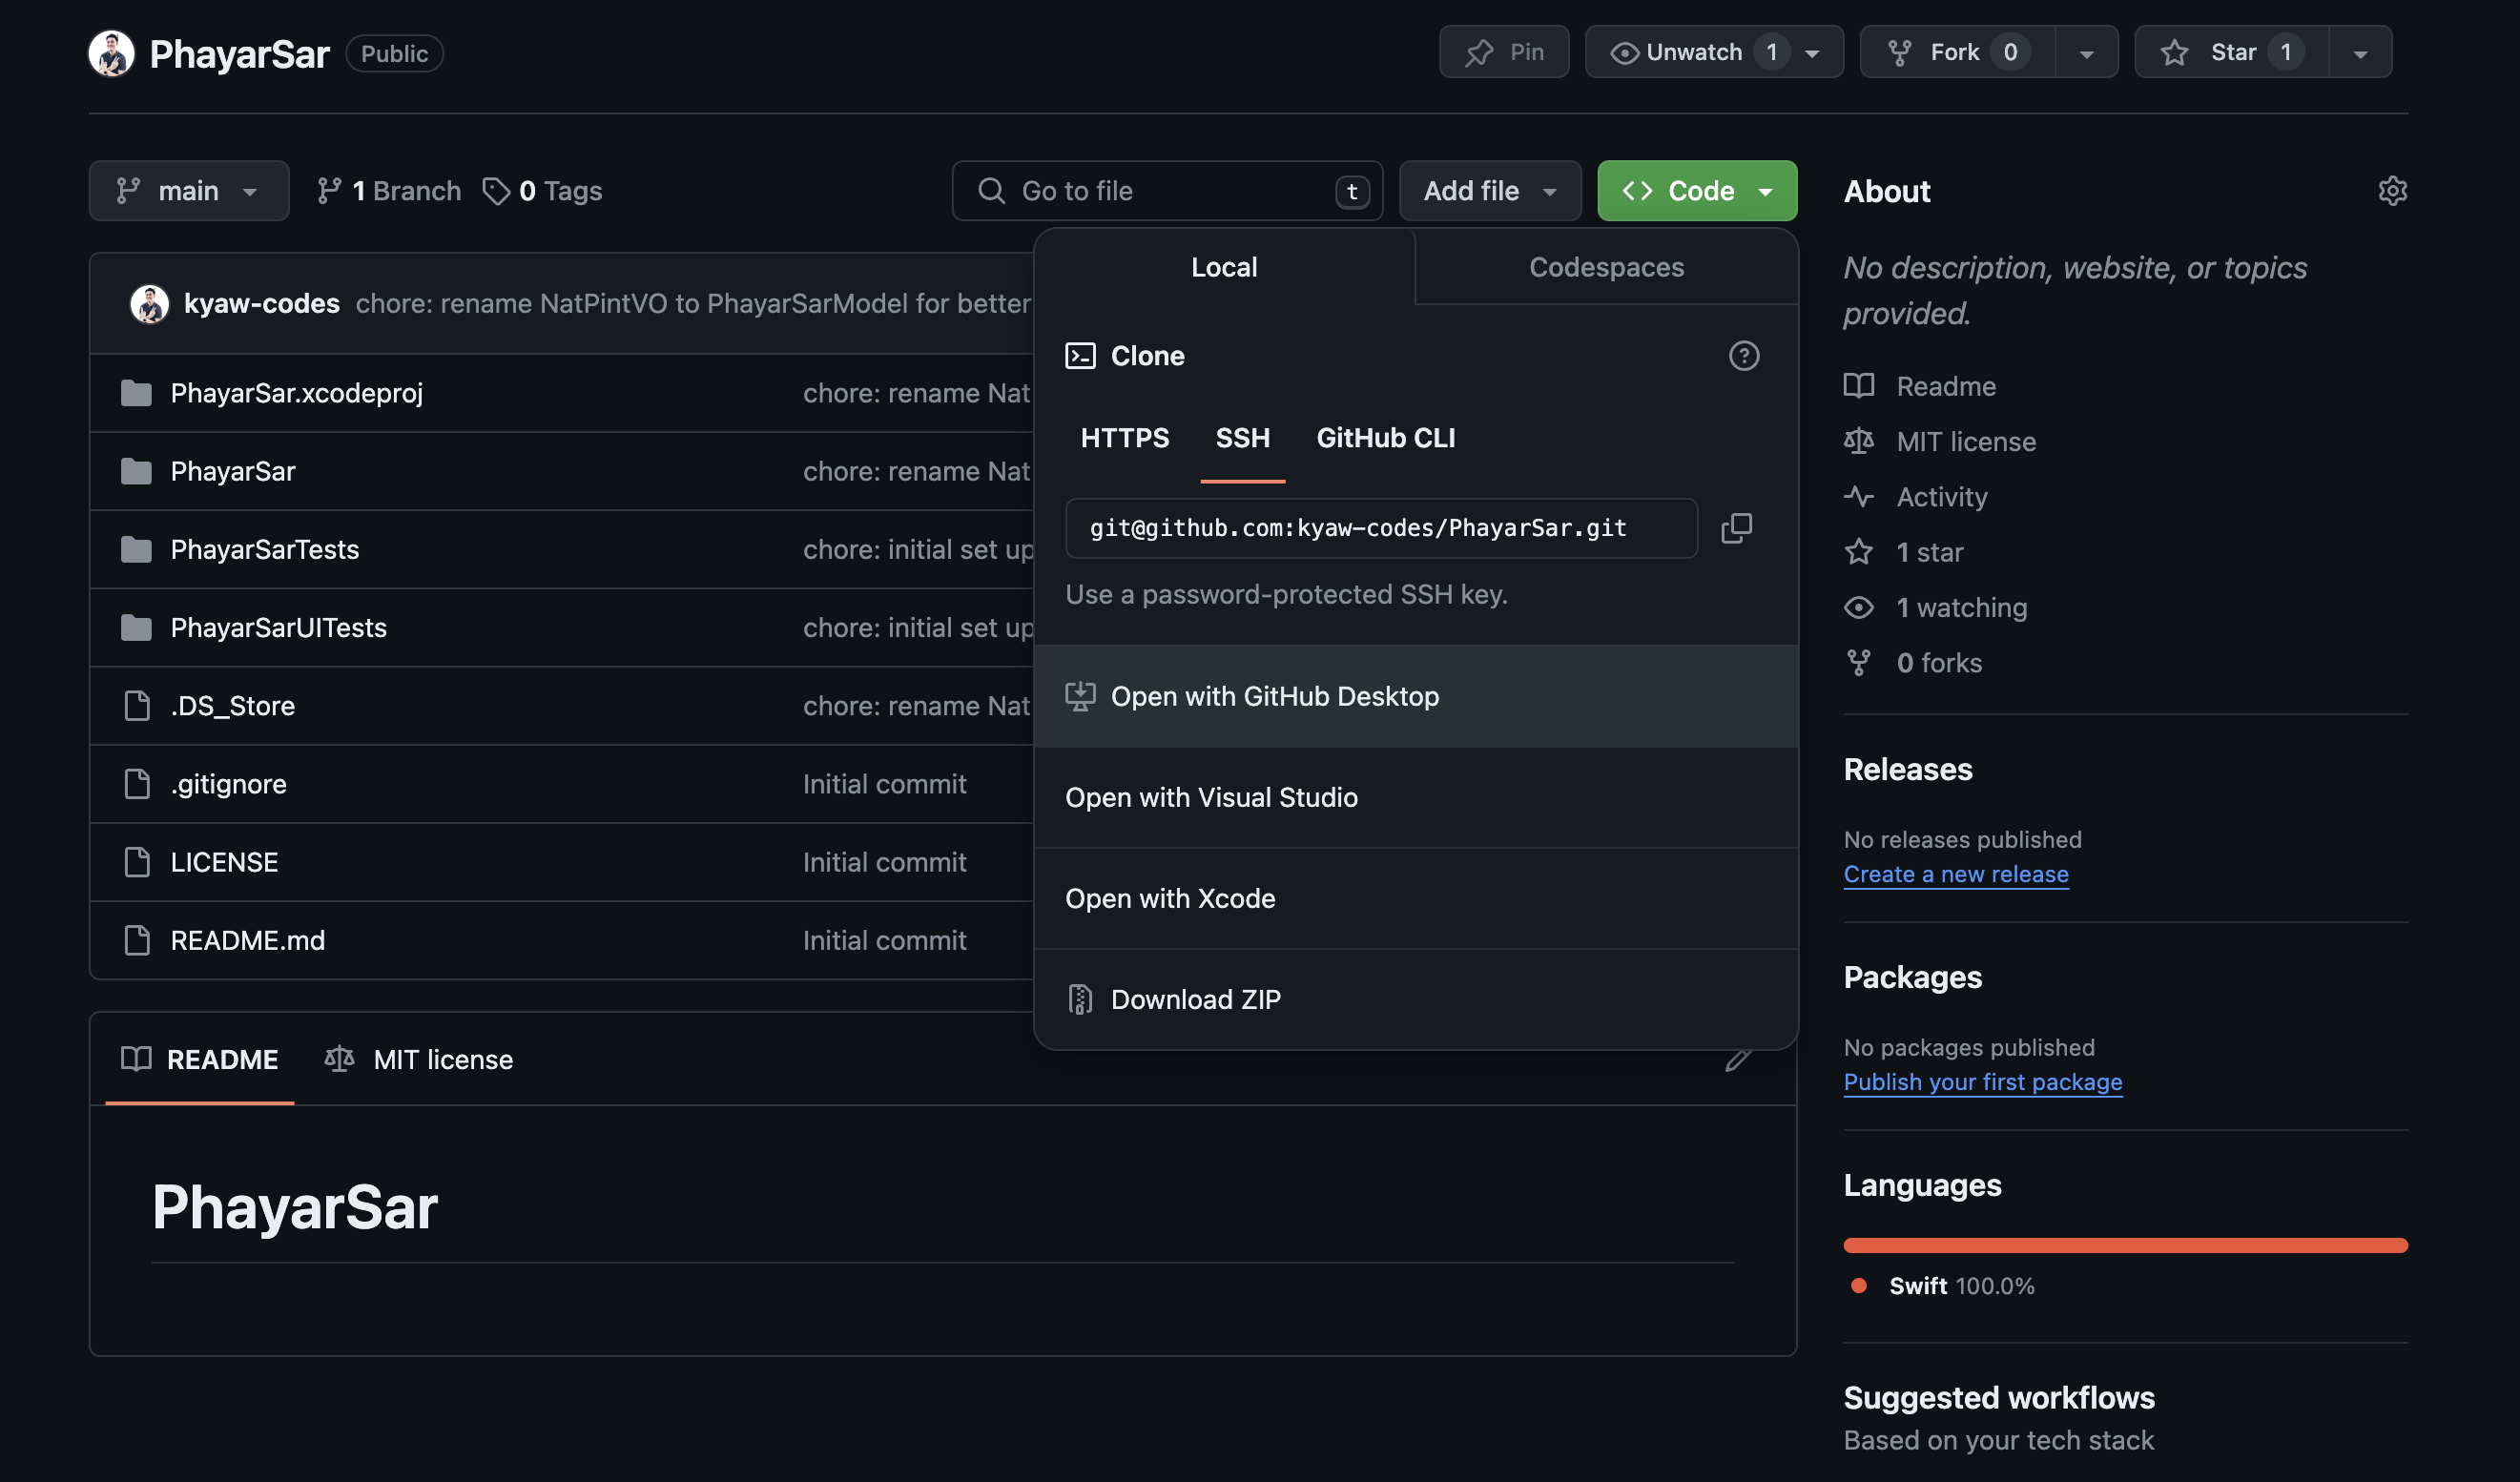 PhayarSar Public
Pin
Unwatch 1
Fork 0
Star 1
main
1 Branch
0 Tags
Go to file t
Add file
Code
kyaw-codes chore: rename NatPintVO to PhayarSarModel for better
PhayarSar.xcodeproj chore: rename Nat
PhayarSar chore: rename Nat
PhayarSarTests chore: initial set up
PhayarSarUITests chore: initial set up
.DS_Store chore: rename Nat
.gitignore Initial commit
LICENSE Initial commit
README.md Initial commit
Local Codespaces
Clone
HTTPS SSH GitHub CLI
git@github.com:kyaw-codes/PhayarSar.git
Use a password-protected SSH key.
Open with GitHub Desktop
Open with Visual Studio
Open with Xcode
Download ZIP
README MIT license
PhayarSar
About
No description, website, or topics
provided.
Readme
MIT license
Activity
1 star
1 watching
0 forks
Releases
No releases published
Create a new release
Packages
No packages published
Publish your first package
Languages
Swift 100.0%
Suggested workflows
Based on your tech stack